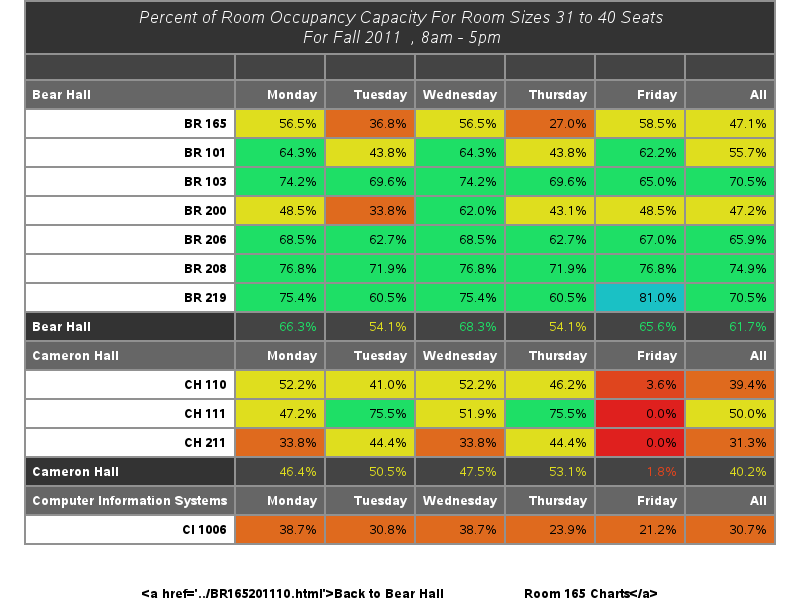 Percent of Room Occupancy Capacity For Room Sizes 31 to 40 Seats
For Fall 2011 , 8am - 5pm
Bear Hall Monday Tuesday Wednesday Thursday Friday All
BR 165 56.5% 36.8% 56.5% 27.0% 58.5% 47.1%
BR 101 64.3% 43.8% 64.3% 43.8% 62.2% 55.7%
BR 103 74.2% 69.6% 74.2% 69.6% 65.0% 70.5%
BR 200 48.5% 33.8% 62.0% 43.1% 48.5% 47.2%
BR 206 68.5% 62.7% 68.5% 62.7% 67.0% 65.9%
BR 208 76.8% 71.9% 76.8% 71.9% 76.8% 74.9%
BR 219 75.4% 60.5% 75.4% 60.5% 81.0% 70.5%
Bear Hall 66.3% 54.1% 68.3% 54.1% 65.6% 61.7%
Cameron Hall Monday Tuesday Wednesday Thursday Friday All
CH 110 52.2% 41.0% 52.2% 46.2% 3.6% 39.4%
CH 111 47.2% 75.5% 51.9% 75.5% 0.0% 50.0%
CH 211 33.8% 44.4% 33.8% 44.4% 0.0% 31.3%
Cameron Hall 46.4% 50.5% 47.5% 53.1% 1.8% 40.2%
Computer Information Systems Monday Tuesday Wednesday Thursday Friday All
CI 1006 38.7% 30.8% 38.7% 23.9% 21.2% 30.7%
<a href='../BR165201110.html'>Back to Bear Hall Room 165 Charts</a>